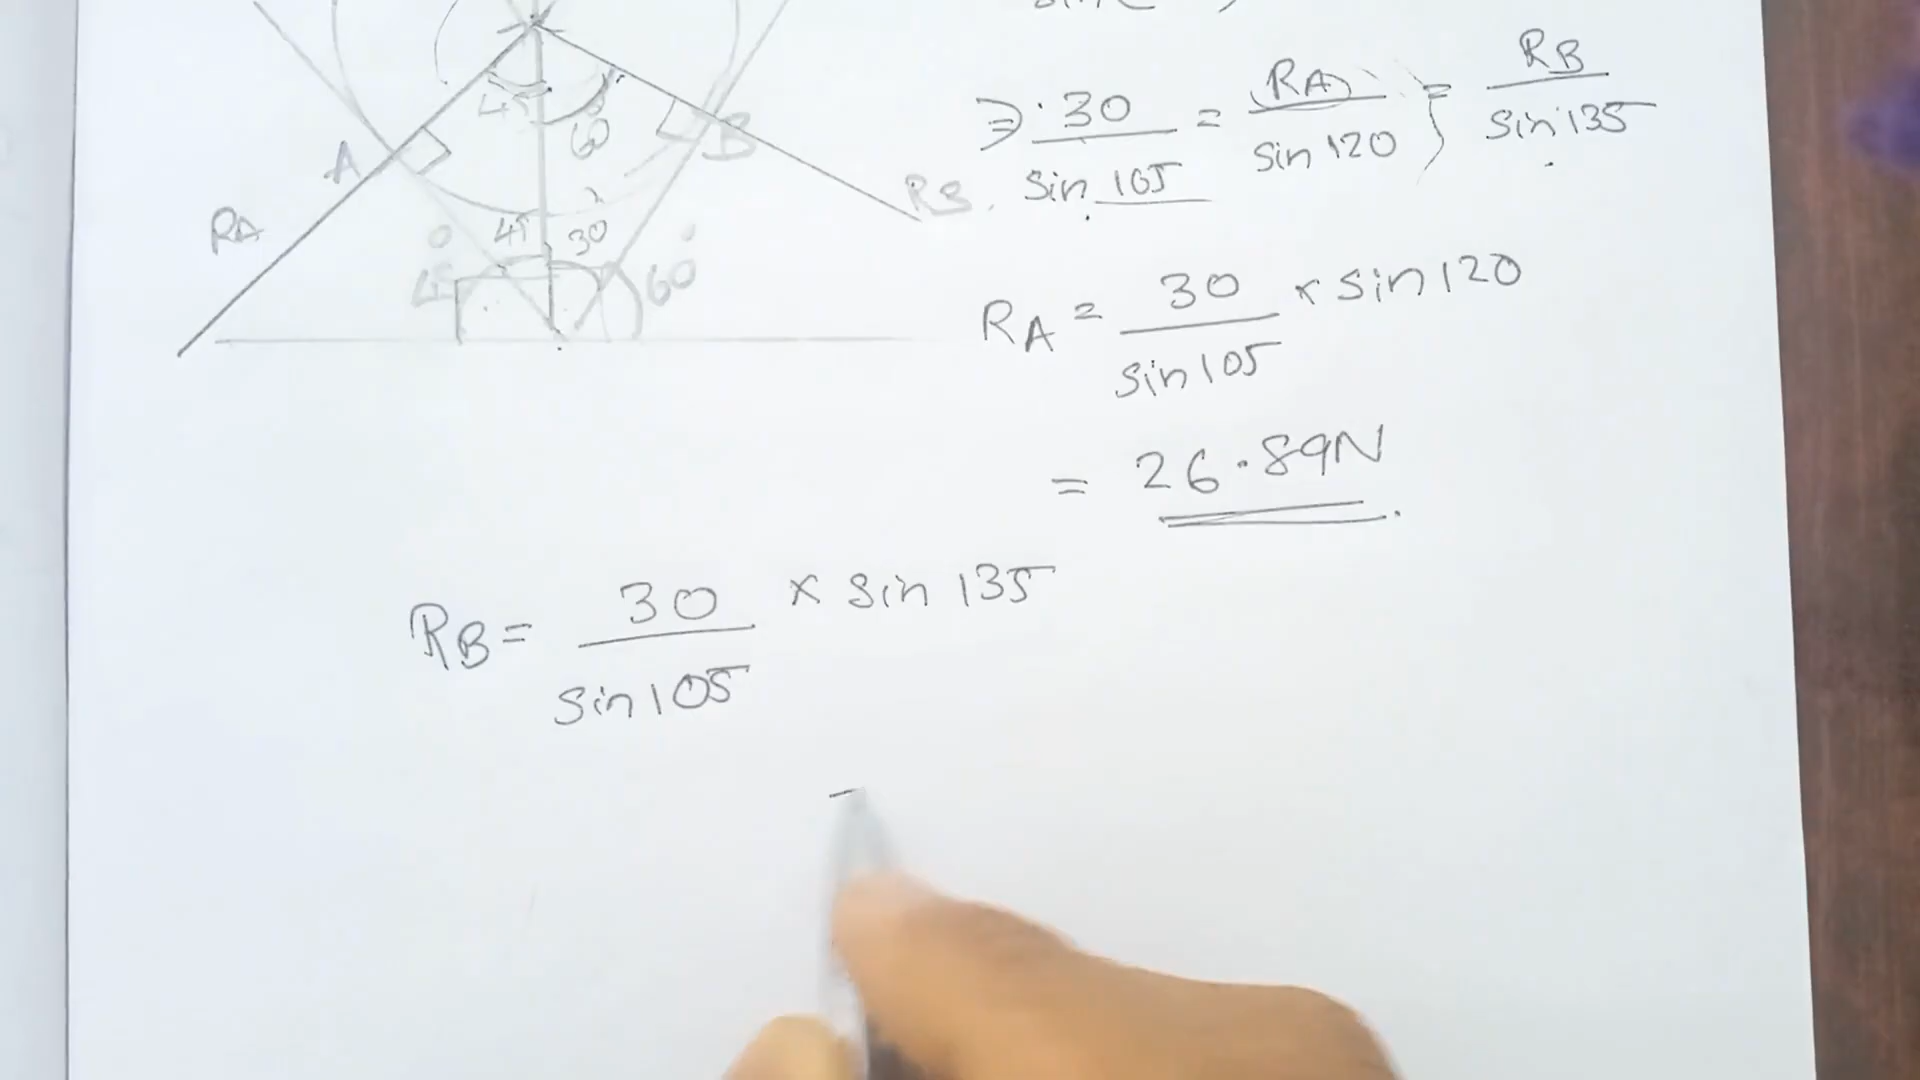 45
60
A
B
RA
RB.
45
30
45
60
⇒ 30 / sin 105 = RA / sin 120 = RB / sin 135
RA = 30 / sin 105 × sin 120
= 26.89N
RB = 30 / sin 105 × sin 135